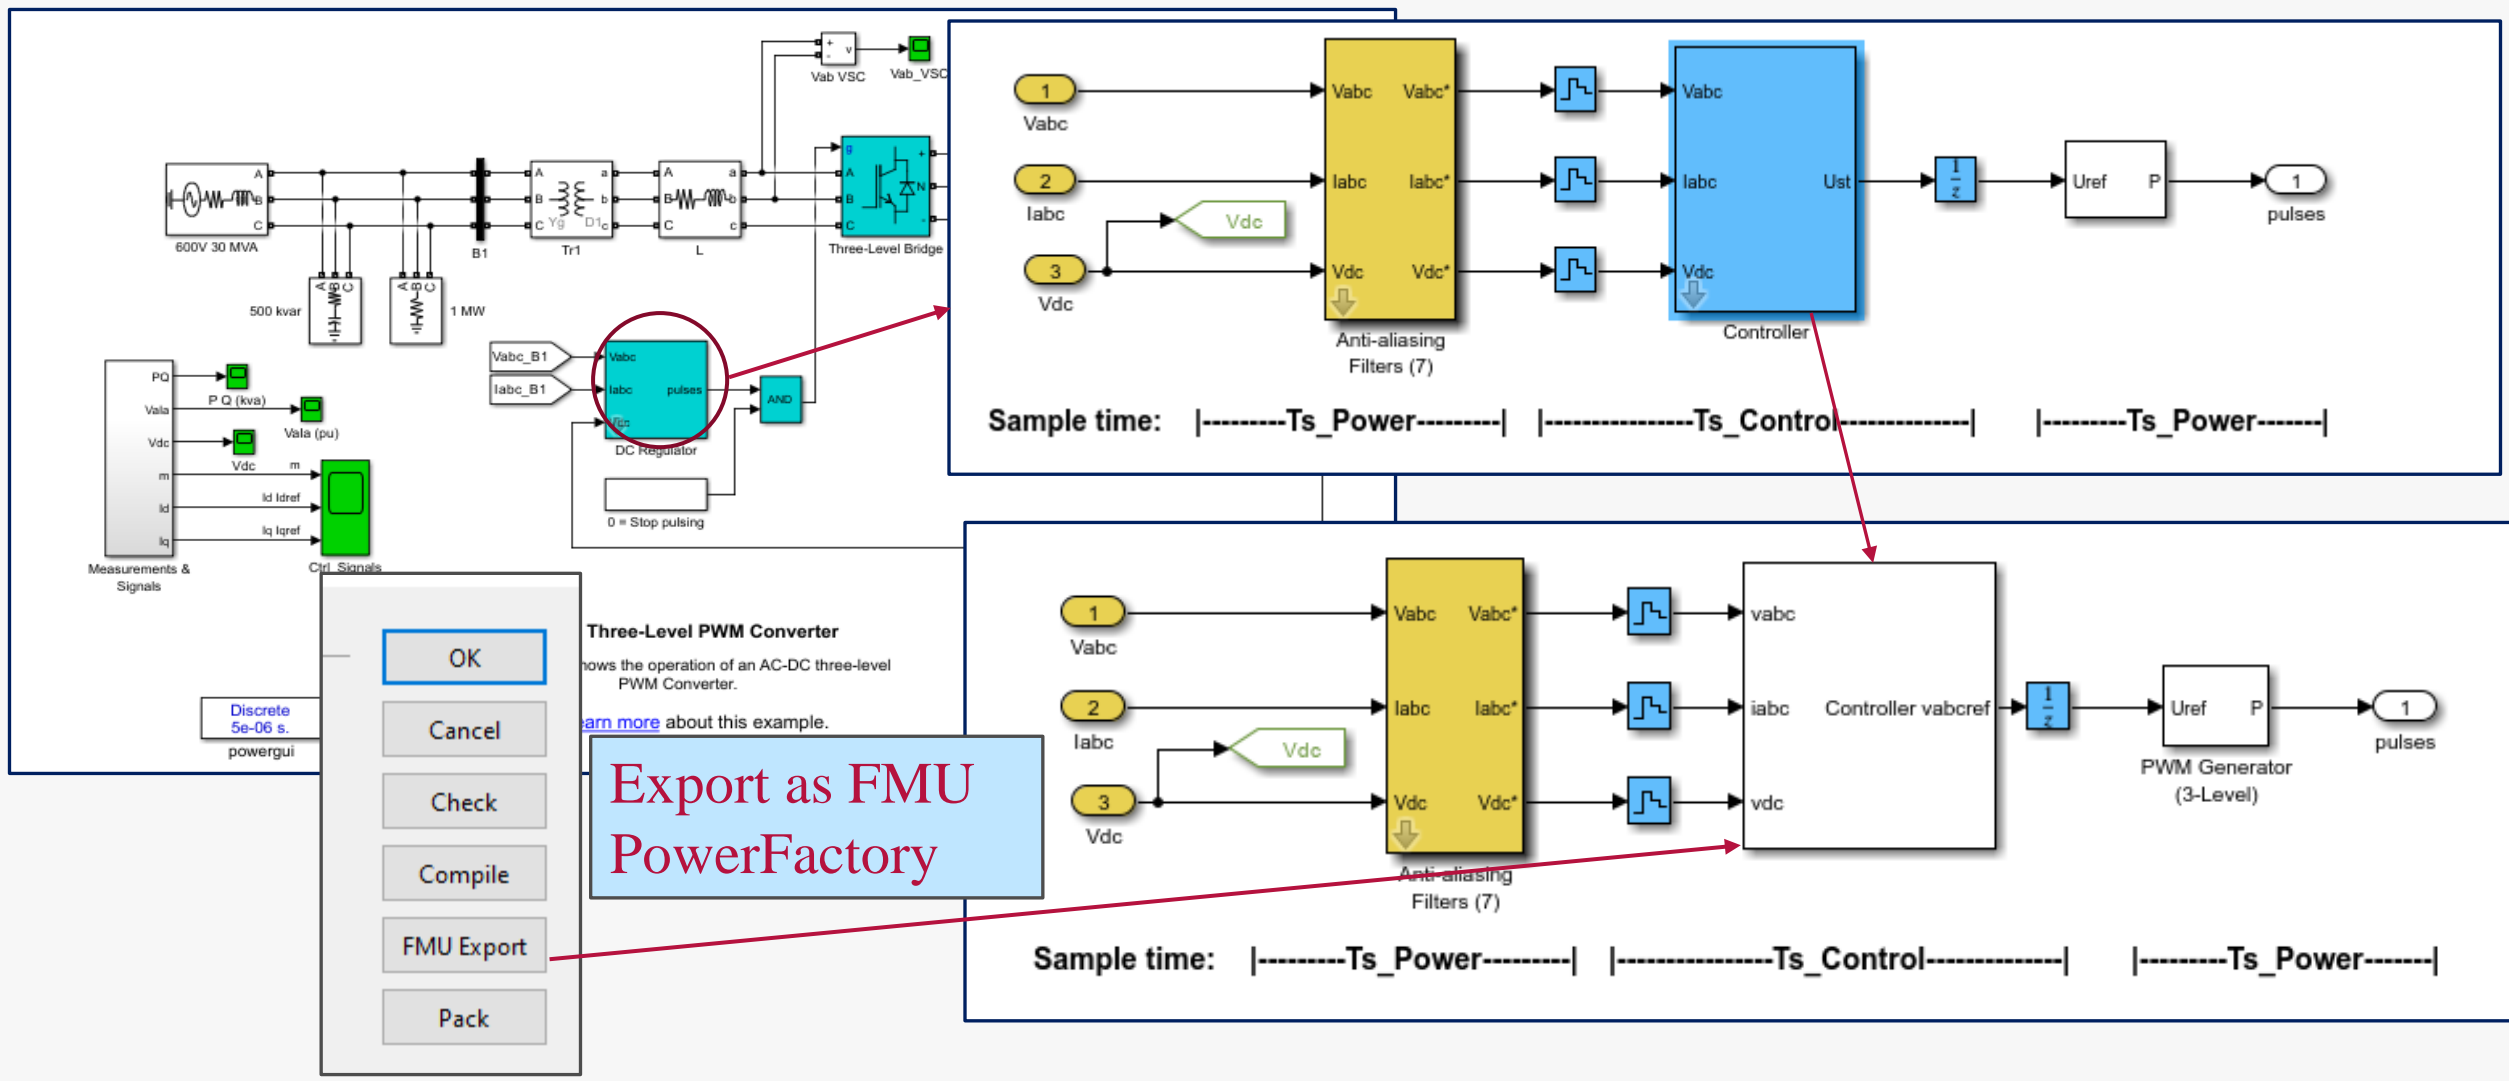 Vab VSC
Vab_VSC
+
-
v
600V 30 MVA
A
B
C
B1
A
B
C
Yg
D1
a
b
c
Tr1
A
B
C
a
b
c
L
g
A
B
C
+
N
-
Three-Level Bridge
500 kvar
A
B
C
1 MW
A
B
C
Vabc_B1
Iabc_B1
Vabc
Iabc
pulses
DC Regulator
AND
0 = Stop pulsing
PQ
Vala
Vdc
m
Id
Iq
P Q (kva)
Vala (pu)
Vdc
m
Id Idref
Iq Iqref
Measurements &
Signals
Ctrl_Signals
Three-Level PWM Converter
hows the operation of an AC-DC three-level
PWM Converter.
earn more about this example.
Discrete
5e-06 s.
powergui
OK
Cancel
Check
Compile
FMU Export
Pack
Export as FMU
PowerFactory
1
Vabc
2
Iabc
3
Vdc
Vdc
Vabc
Vabc*
Iabc
Iabc*
Vdc
Vdc*
Anti-aliasing
Filters (7)
Vabc
Iabc
Ust
Vdc
Controller
1
z
Uref
P
1
pulses
Sample time: |---------Ts_Power---------| |----------------Ts_Control--------------| |---------Ts_Power-------|
1
Vabc
2
Iabc
3
Vdc
Vdc
Vabc
Vabc*
Iabc
Iabc*
Vdc
Vdc*
Anti-aliasing
Filters (7)
vabc
iabc
Controller vabcref
vdc
1
z
Uref
P
PWM Generator
(3-Level)
1
pulses
Sample time: |---------Ts_Power---------| |----------------Ts_Control--------------| |---------Ts_Power-------|